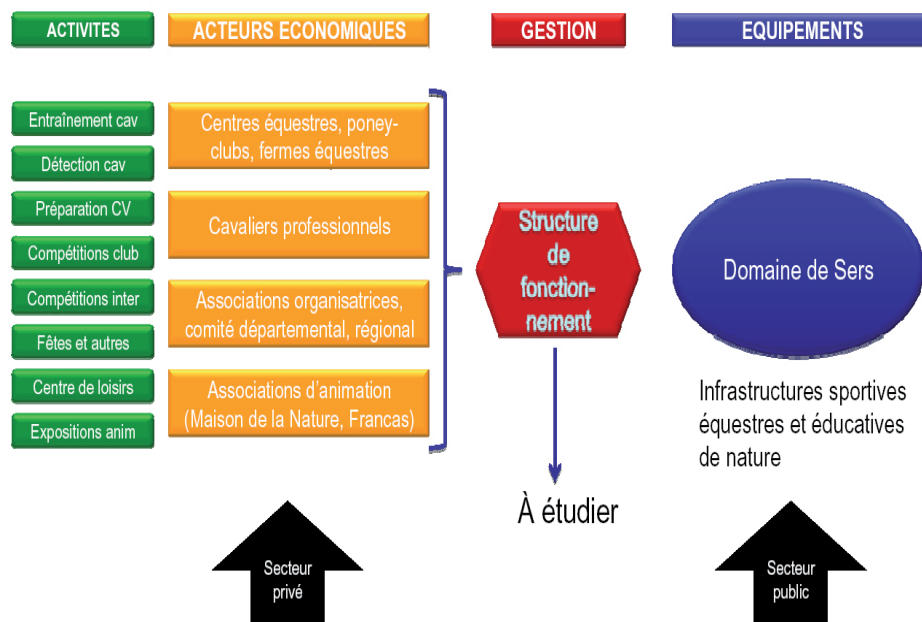 ACTIVITES
ACTEURS ECONOMIQUES
GESTION
EQUIPEMENTS
Entraînement cav
Détection cav
Préparation CV
Compétitions club
Compétitions inter
Fêtes et autres
Centre de loisirs
Expositions anim
Centres équestres, poney-
clubs, fermes équestres
Cavaliers professionnels
Associations organisatrices,
comité départemental, régional
Associations d’animation
(Maison de la Nature, Francas)
Structure
de
fonction-
nement
À étudier
Domaine de Sers
Infrastructures sportives
équestres et éducatives
de nature
Secteur
privé
Secteur
public